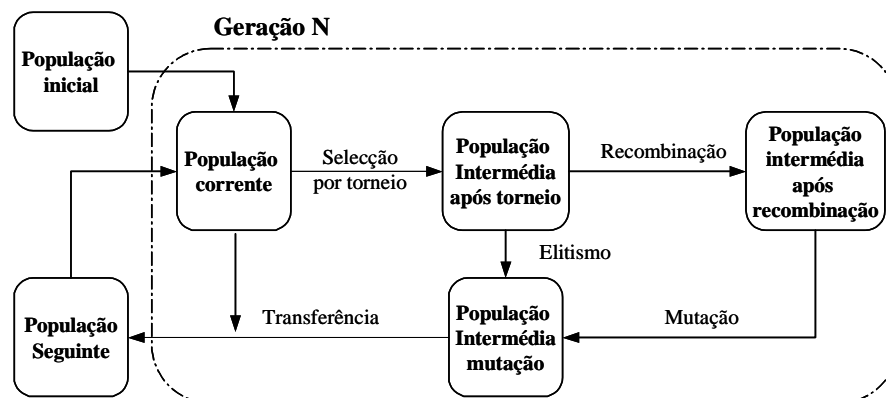 Geração N
População
inicial
População
corrente
Selecção
por torneio
População
Intermédia
após torneio
Recombinação
População
intermédia
após
recombinação
Elitismo
População
Seguinte
Transferência
População
Intermédia
mutação
Mutação